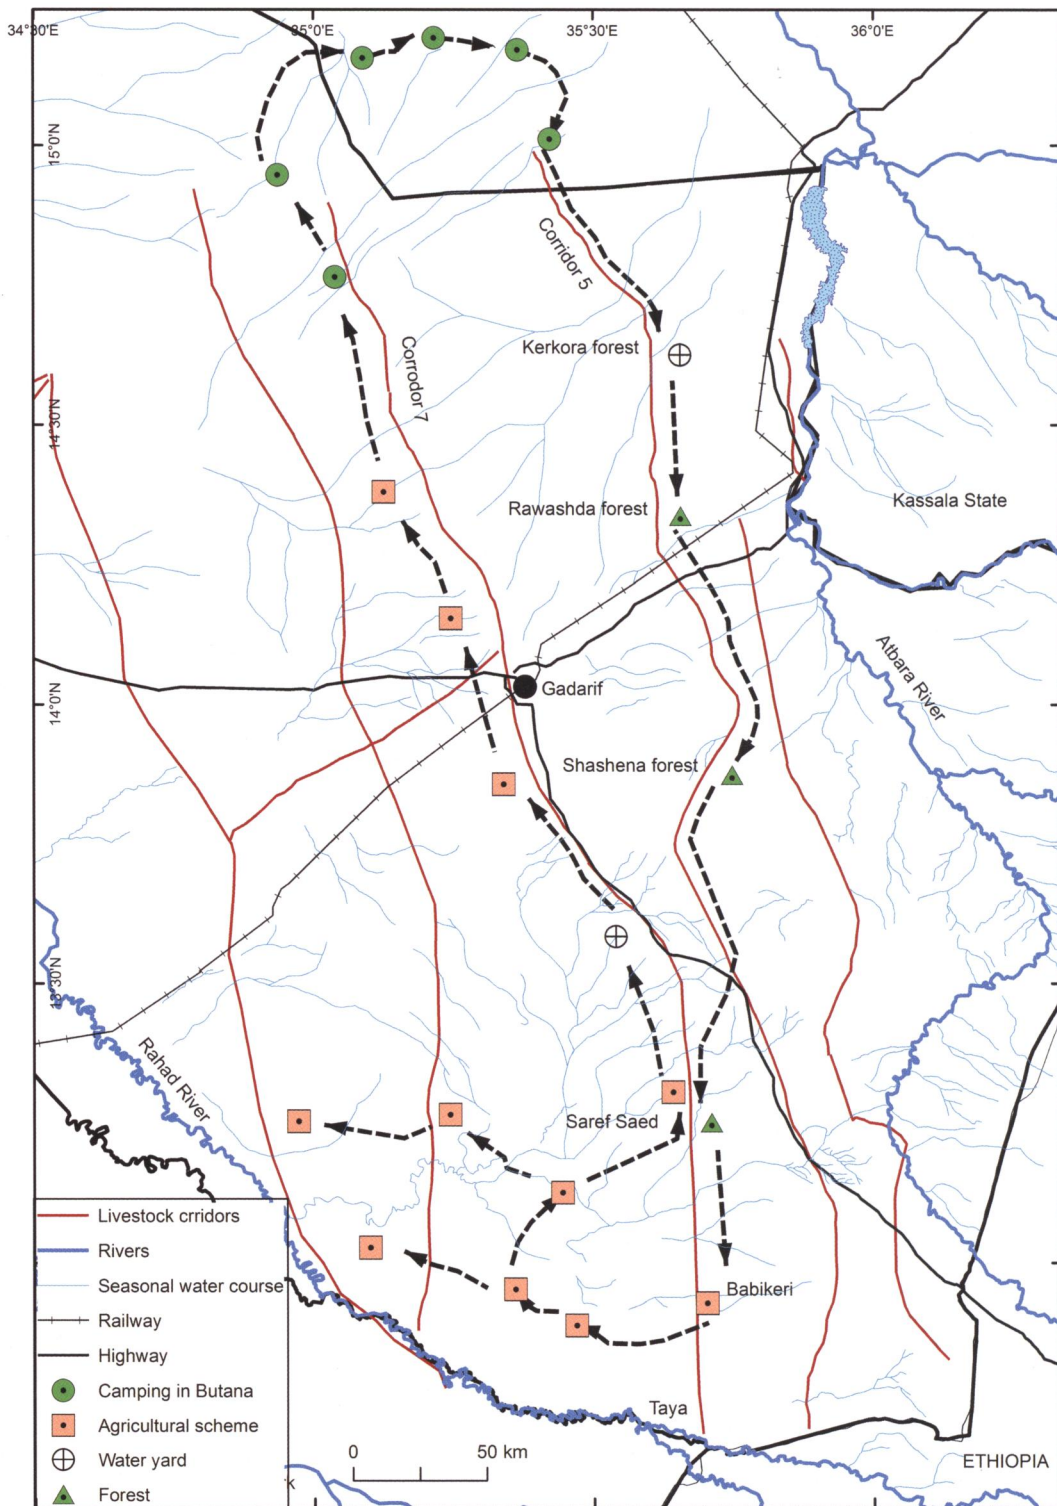 34°30'0"E
35°0'E
35°30'E
36°0'E
15°0'N
Corridor 5
Kerkora forest
Corrodor 7
14°30'N
Rawashda forest
Kassala State
Atbara River
14°0'N
Gadarif
Shashena forest
13°30'N
Rahad River
Saref Saed
Livestock crridors
Rivers
Seasonal water course
Railway
Highway
Camping in Butana
Agricultural scheme
Water yard
Forest
Babikeri
Taya
0 50 km
ETHIOPIA